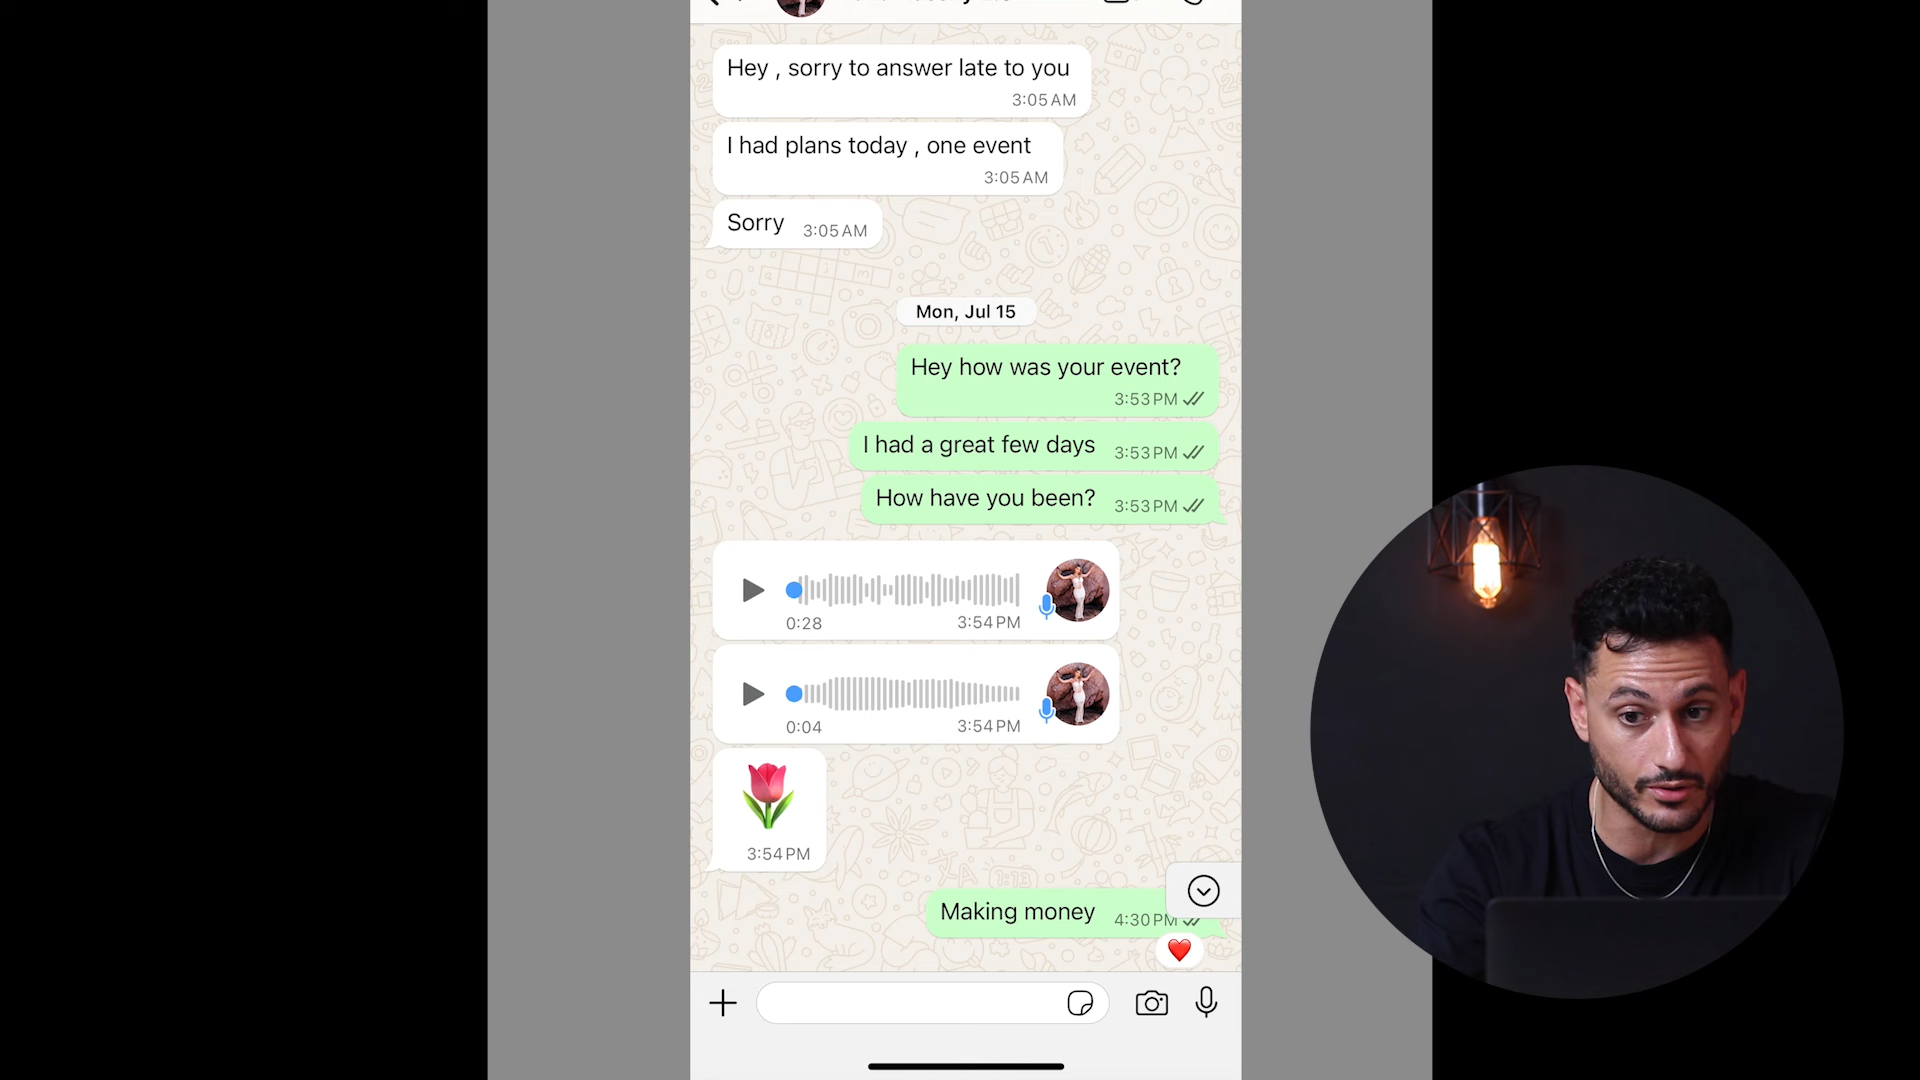 Hey , sorry to answer late to you
3:05 AM
I had plans today , one event
3:05 AM
Sorry 3:05 AM
Mon, Jul 15
Hey how was your event?
3:53 PM
I had a great few days 3:53 PM
How have you been? 3:53 PM
0:28 3:54 PM
0:04 3:54 PM
3:54 PM
Making money 4:30 PM